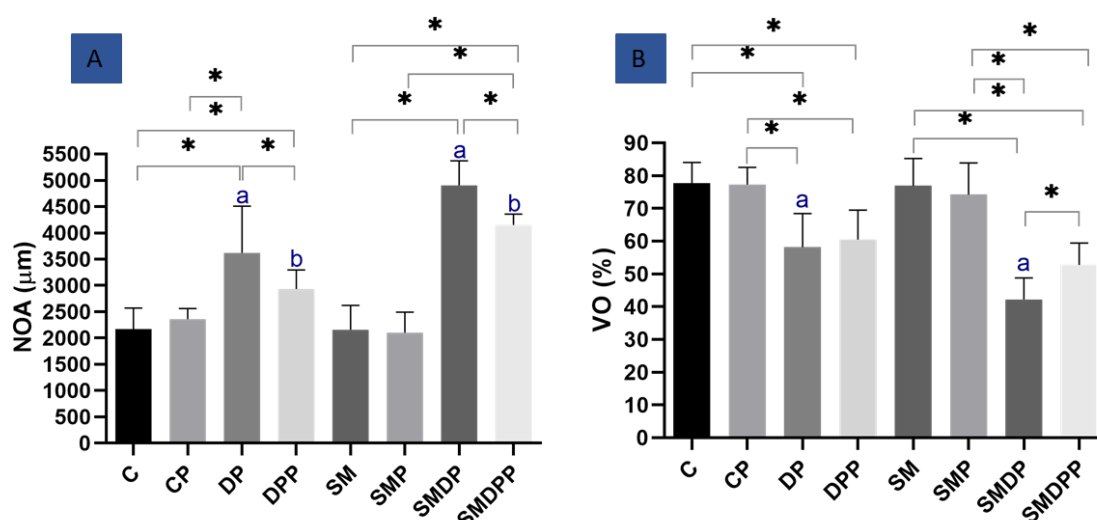 A
*
*
*
*
*
*
*
*
*
NOA (µm)
5500
5000
4500
4000
3500
3000
2500
2000
1500
1000
500
0
a
b
a
b
C
CP
DP
DPP
SM
SMP
SMDP
SMDPP
B
*
*
*
*
*
*
*
*
*
VO (%)
90
80
70
60
50
40
30
20
10
0
a
a
C
CP
DP
DPP
SM
SMP
SMDP
SMDPP